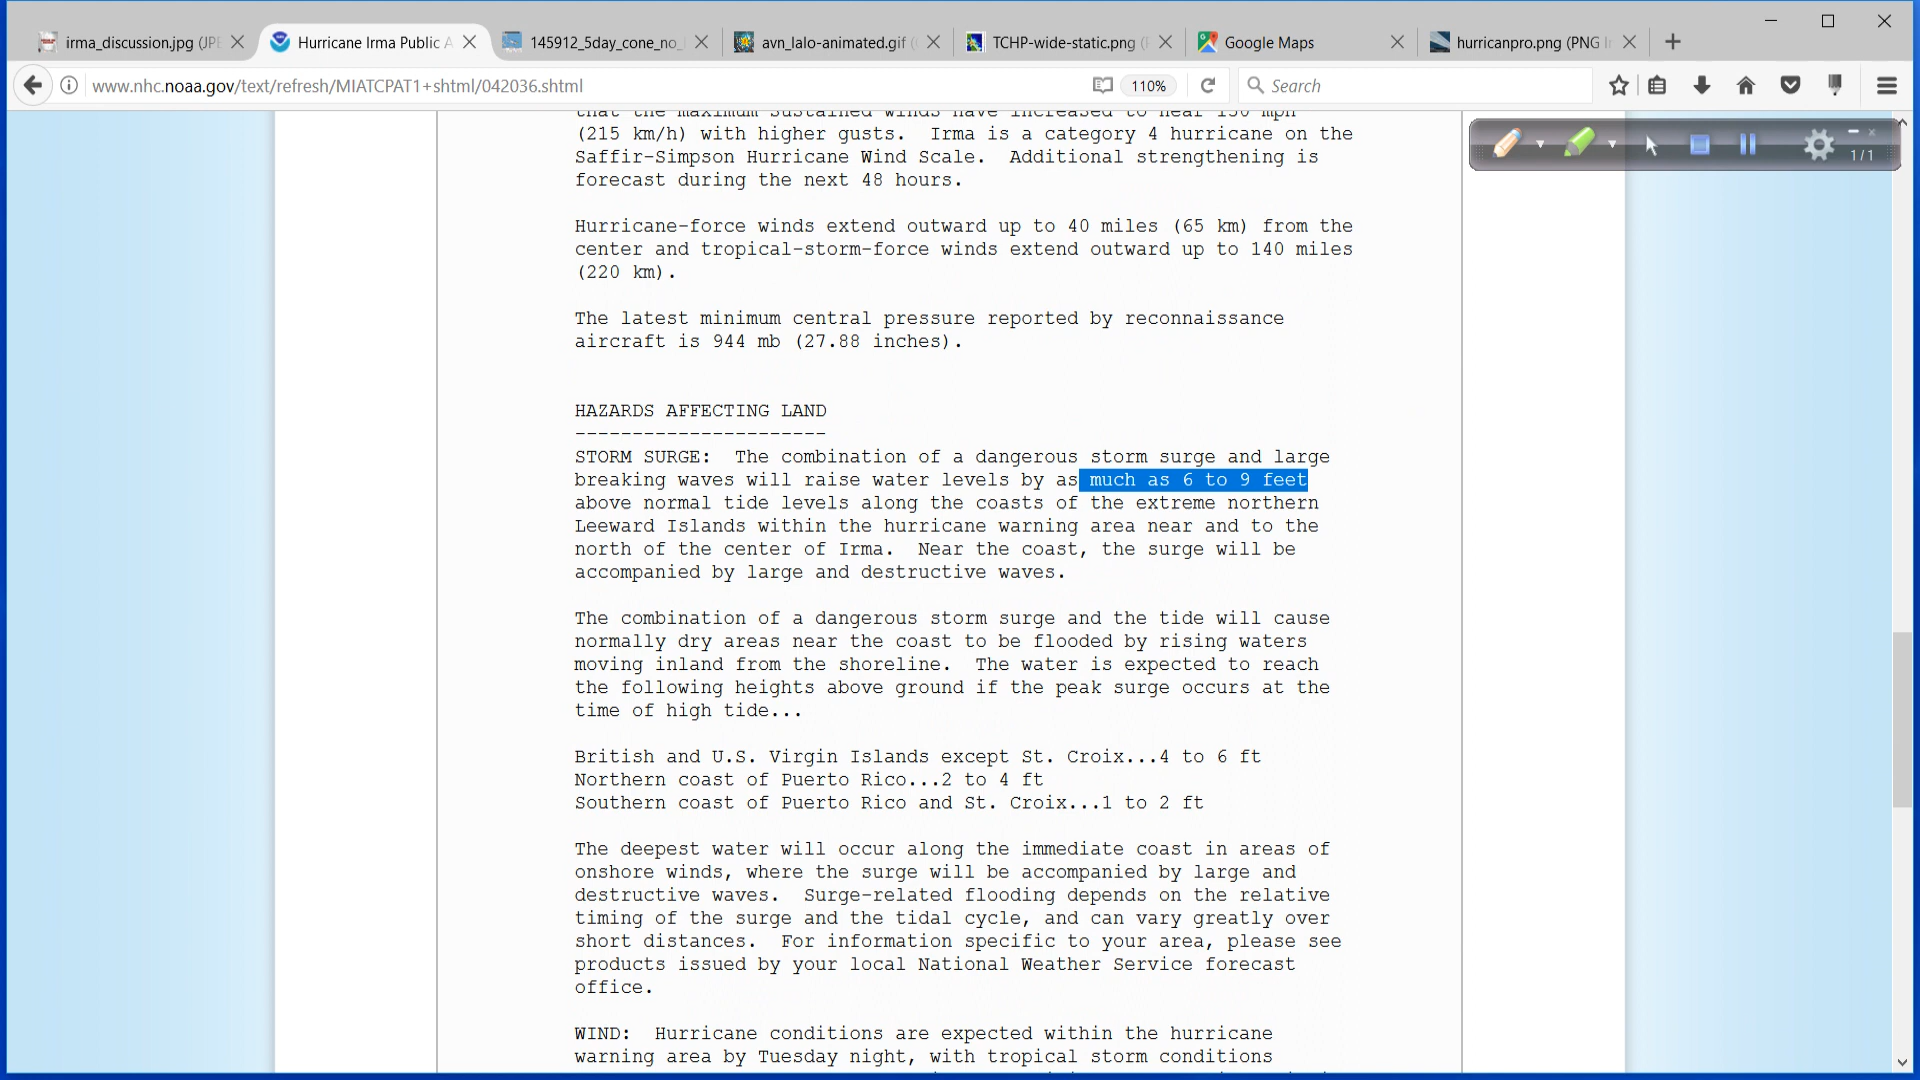 irma_discussion.jpg (JPE
Hurricane Irma Public A
145912_5day_cone_no_
avn_lalo-animated.gif (
TCHP-wide-static.png (
Google Maps
hurricanpro.png (PNG I
www.nhc.noaa.gov/text/refresh/MIATCPAT1+shtml/042036.shtml
110%
Search
1/1
that the maximum sustained winds have increased to near 130 mph
(215 km/h) with higher gusts.  Irma is a category 4 hurricane on the
Saffir-Simpson Hurricane Wind Scale.  Additional strengthening is
forecast during the next 48 hours.
Hurricane-force winds extend outward up to 40 miles (65 km) from the
center and tropical-storm-force winds extend outward up to 140 miles
(220 km).
The latest minimum central pressure reported by reconnaissance
aircraft is 944 mb (27.88 inches).
HAZARDS AFFECTING LAND
----------------------
STORM SURGE:  The combination of a dangerous storm surge and large
breaking waves will raise water levels by as much as 6 to 9 feet
above normal tide levels along the coasts of the extreme northern
Leeward Islands within the hurricane warning area near and to the
north of the center of Irma.  Near the coast, the surge will be
accompanied by large and destructive waves.
The combination of a dangerous storm surge and the tide will cause
normally dry areas near the coast to be flooded by rising waters
moving inland from the shoreline.  The water is expected to reach
the following heights above ground if the peak surge occurs at the
time of high tide...
British and U.S. Virgin Islands except St. Croix...4 to 6 ft
Northern coast of Puerto Rico...2 to 4 ft
Southern coast of Puerto Rico and St. Croix...1 to 2 ft
The deepest water will occur along the immediate coast in areas of
onshore winds, where the surge will be accompanied by large and
destructive waves.  Surge-related flooding depends on the relative
timing of the surge and the tidal cycle, and can vary greatly over
short distances.  For information specific to your area, please see
products issued by your local National Weather Service forecast
office.
WIND:  Hurricane conditions are expected within the hurricane
warning area by Tuesday night, with tropical storm conditions